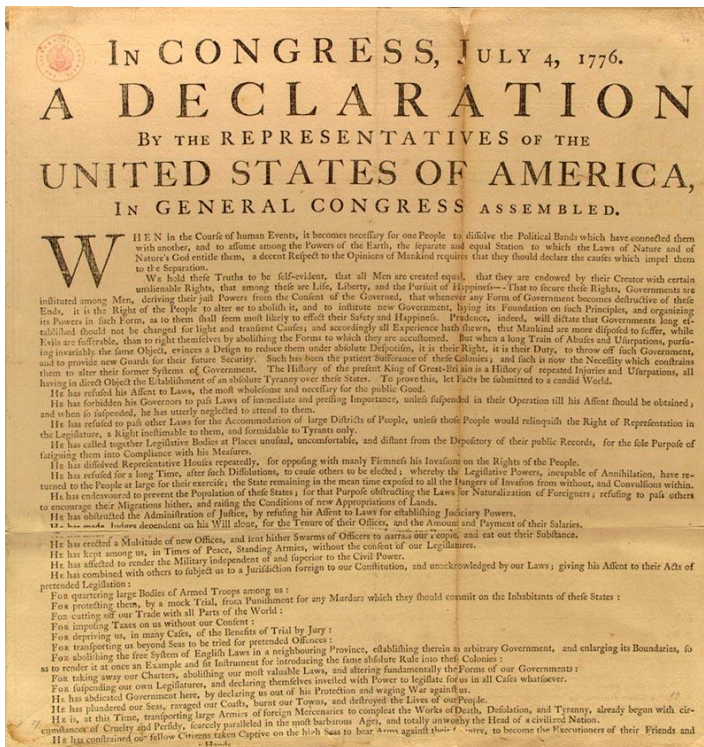 IN CONGRESS, JULY 4, 1776.
A DECLARATION
BY THE REPRESENTATIVES OF THE
UNITED STATES OF AMERICA,
IN GENERAL CONGRESS ASSEMBLED.
WHEN in the Courſe of human Events, it becomes neceſſary for one People to diſſolve the Political Bands which have connected them
with another, and to aſſume among the Powers of the Earth, the ſeparate and equal Station to which the Laws of Nature and of
Nature's God entitle them, a decent Reſpect to the Opinions of Mankind requires that they ſhould declare the cauſes which impel them
to the Separation.
WE hold theſe Truths to be ſelf-evident, that all Men are created equal, that they are endowed by their Creator with certain
unalienable Rights, that among theſe are Life, Liberty, and the Purſuit of Happineſs—That to ſecure theſe Rights, Governments are
inſtituted among Men, deriving their juſt Powers from the Conſent of the Governed, that whenever any Form of Government becomes deſtructive of theſe
Ends, it is the Right of the People to alter or to aboliſh it, and to inſtitute new Government, laying its Foundation on ſuch Principles, and organizing
its Powers in ſuch Form, as to them ſhall ſeem moſt likely to effect their Safety and Happineſs. Prudence, indeed, will dictate that Governments long eſ-
tabliſhed ſhould not be changed for light and tranſient Cauſes; and accordingly all Experience hath ſhewn, that Mankind are more diſpoſed to ſuffer, while
Evils are ſufferable, than to right themſelves by aboliſhing the Forms to which they are accuſtomed. But when a long Train of Abuſes and Uſurpations, purſu-
ing invariably the ſame Object, evinces a Deſign to reduce them under abſolute Deſpotiſm, it is their Right, it is their Duty, to throw off ſuch Government,
and to provide new Guards for their future Security. Such has been the patient Sufferance of theſe Colonies; and ſuch is now the Neceſſity which conſtrains
them to alter their former Syſtems of Government. The Hiſtory of the preſent King of Great-Britain is a Hiſtory of repeated Injuries and Uſurpations, all
having in direct Object the Eſtabliſhment of an abſolute Tyranny over theſe States. To prove this, let Facts be ſubmitted to a candid World.
HE has refuſed his Aſſent to Laws, the moſt wholeſome and neceſſary for the public Good.
HE has forbidden his Governors to paſs Laws of immediate and preſſing Importance, unleſs ſuſpended in their Operation till his Aſſent ſhould be obtained;
and when ſo ſuſpended, he has utterly neglected to attend to them.
HE has refuſed to paſs other Laws for the Accommodation of large Diſtricts of People, unleſs thoſe People would relinquiſh the Right of Repreſentation in
the Legiſlature, a Right ineſtimable to them, and formidable to Tyrants only.
HE has called together Legiſlative Bodies at Places unuſual, uncomfortable, and diſtant from the Depoſitory of their public Records, for the ſole Purpoſe of
fatiguing them into Compliance with his Meaſures.
HE has diſſolved Repreſentative Houſes repeatedly, for oppoſing with manly Firmneſs his Invaſions on the Rights of the People.
HE has refuſed for a long Time, after ſuch Diſſolutions, to cauſe others to be elected; whereby the Legiſlative Powers, incapable of Annihilation, have re-
turned to the People at large for their exerciſe; the State remaining in the mean time expoſed to all the Dangers of Invaſion from without, and Convulſions within.
HE has endeavoured to prevent the Population of theſe States; for that Purpoſe obſtructing the Laws for Naturalization of Foreigners; refuſing to paſs others
to encourage their Migrations hither, and raiſing the Conditions of new Appropriations of Lands.
HE has obſtructed the Adminiſtration of Juſtice, by refuſing his Aſſent to Laws for eſtabliſhing Judiciary Powers.
HE has made Judges dependent on his Will alone, for the Tenure of their Offices, and the Amount and Payment of their Salaries.
HE has erected a Multitude of new Offices, and ſent hither Swarms of Officers to harraſs our People, and eat out their Subſtance.
HE has kept among us, in Times of Peace, Standing Armies, without the conſent of our Legiſlatures.
HE has affected to render the Military independent of and ſuperior to the Civil Power.
HE has combined with others to ſubject us to a Juriſdiction foreign to our Conſtitution, and unacknowledged by our Laws; giving his Aſſent to their Acts of
pretended Legiſlation:
FOR quartering large Bodies of Armed Troops among us:
FOR protecting them, by a mock Trial, from Puniſhment for any Murders which they ſhould commit on the Inhabitants of theſe States:
FOR cutting off our Trade with all Parts of the World:
FOR impoſing Taxes on us without our Conſent:
FOR depriving us, in many Caſes, of the Benefits of Trial by Jury:
FOR tranſporting us beyond Seas to be tried for pretended Offences:
FOR aboliſhing the free Syſtem of Engliſh Laws in a neighbouring Province, eſtabliſhing therein an arbitrary Government, and enlarging its Boundaries, ſo
as to render it at once an Example and fit Inſtrument for introducing the ſame abſolute Rule into theſe Colonies:
FOR taking away our Charters, aboliſhing our moſt valuable Laws, and altering fundamentally the Forms of our Governments:
FOR ſuſpending our own Legiſlatures, and declaring themſelves inveſted with Power to legiſlate for us in all Caſes whatſoever.
HE has abdicated Government here, by declaring us out of his Protection and waging War againſt us.
HE has plundered our Seas, ravaged our Coaſts, burnt our Towns, and deſtroyed the Lives of our People.
HE is, at this Time, tranſporting large Armies of foreign Mercenaries to compleat the Works of Death, Deſolation, and Tyranny, already begun with cir-
cumſtances of Cruelty and Perfidy, ſcarcely paralleled in the moſt barbarous Ages, and totally unworthy the Head of a civilized Nation.
HE has conſtrained our fellow Citizens taken Captive on the high Seas to bear Arms againſt their Country, to become the Executioners of their Friends and
Hands